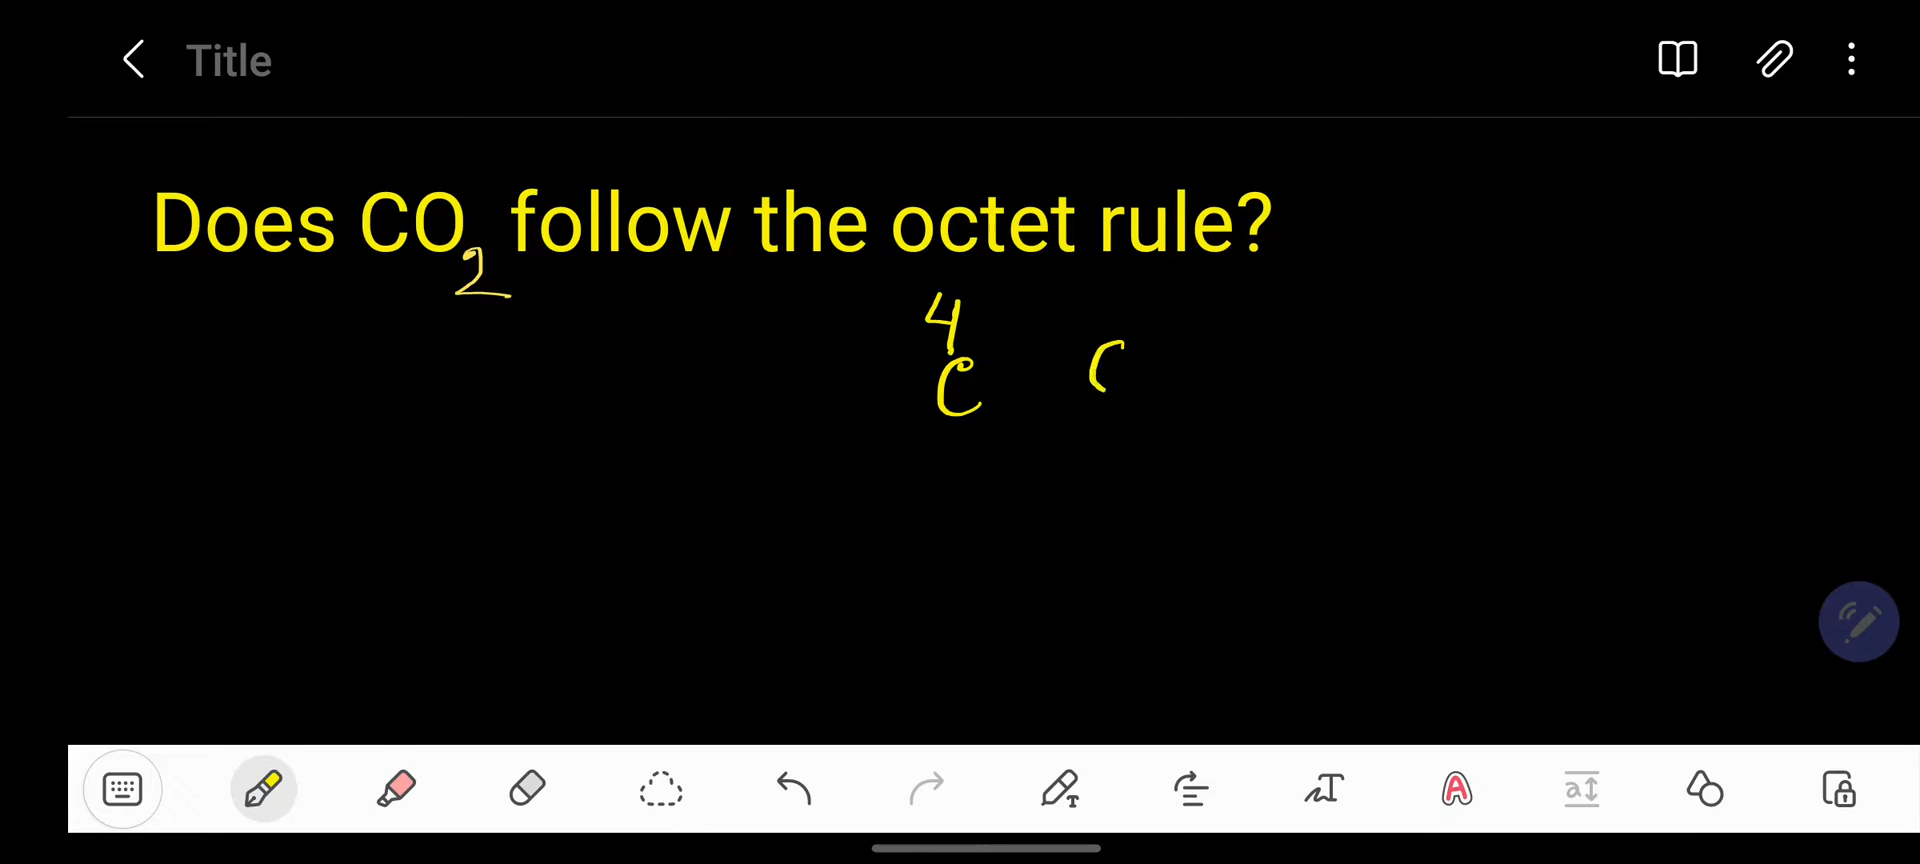 Title
Does CO₂ follow the octet rule?
4
C